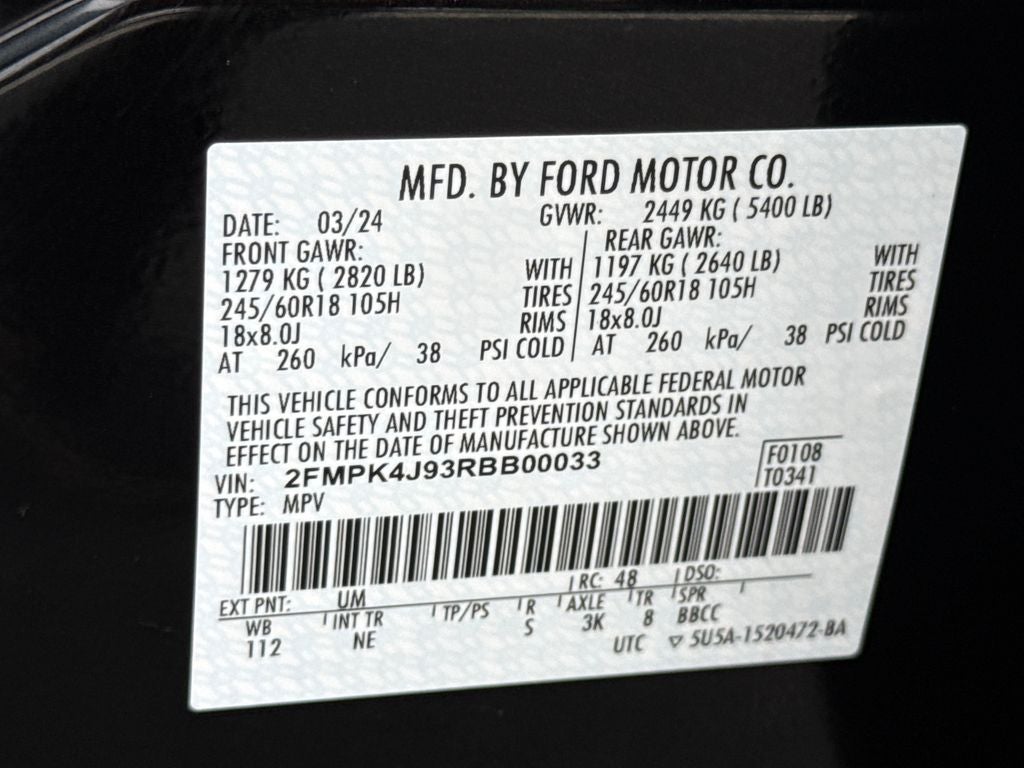 MFD. BY FORD MOTOR CO.
DATE: 03/24 GVWR: 2449 KG ( 5400 LB)
FRONT GAWR: REAR GAWR:
1279 KG ( 2820 LB) WITH 1197 KG ( 2640 LB) WITH
245/60R18 105H TIRES 245/60R18 105H TIRES
18x8.0J RIMS 18x8.0J RIMS
AT 260 kPa/ 38 PSI COLD AT 260 kPa/ 38 PSI COLD
THIS VEHICLE CONFORMS TO ALL APPLICABLE FEDERAL MOTOR
VEHICLE SAFETY AND THEFT PREVENTION STANDARDS IN
EFFECT ON THE DATE OF MANUFACTURE SHOWN ABOVE.
VIN: 2FMPK4J93RBB00033 F0108
TYPE: MPV T0341
EXT PNT: UM RC: 48 DSO:
WB INT TR TP/PS R AXLE TR SPR
112 NE S 3K 8 BBCC
UTC ▽ 5U5A-1520472-BA